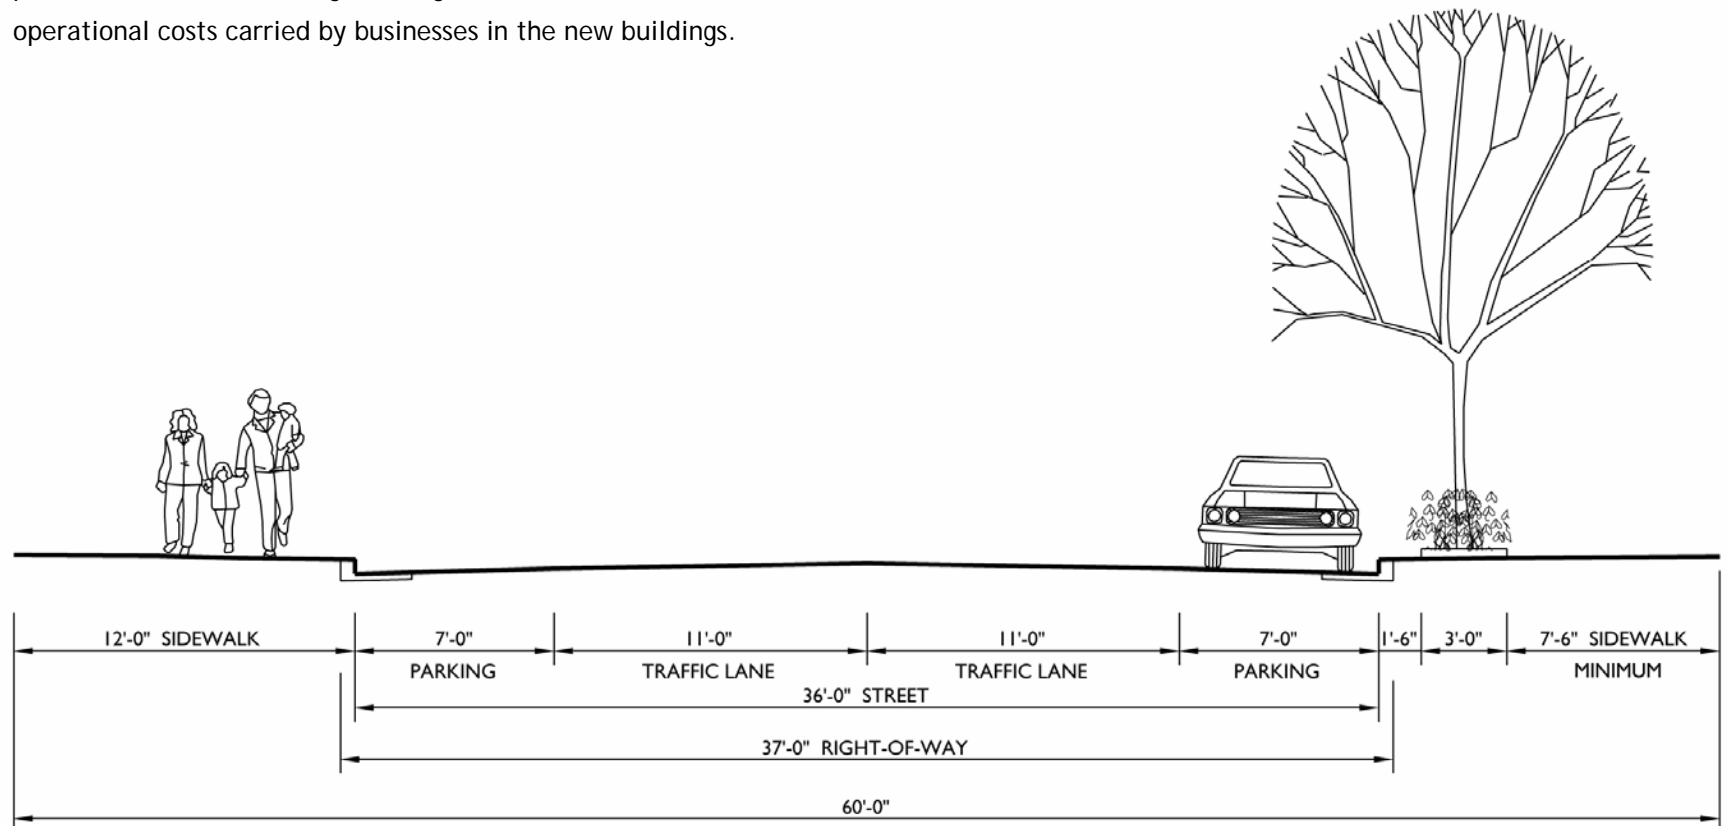 operational costs carried by businesses in the new buildings.
12'-0" SIDEWALK 7'-0" 11'-0" 11'-0" 7'-0" 1'-6" 3'-0" 7'-6" SIDEWALK
PARKING TRAFFIC LANE TRAFFIC LANE PARKING MINIMUM
36'-0" STREET
37'-0" RIGHT-OF-WAY
60'-0"